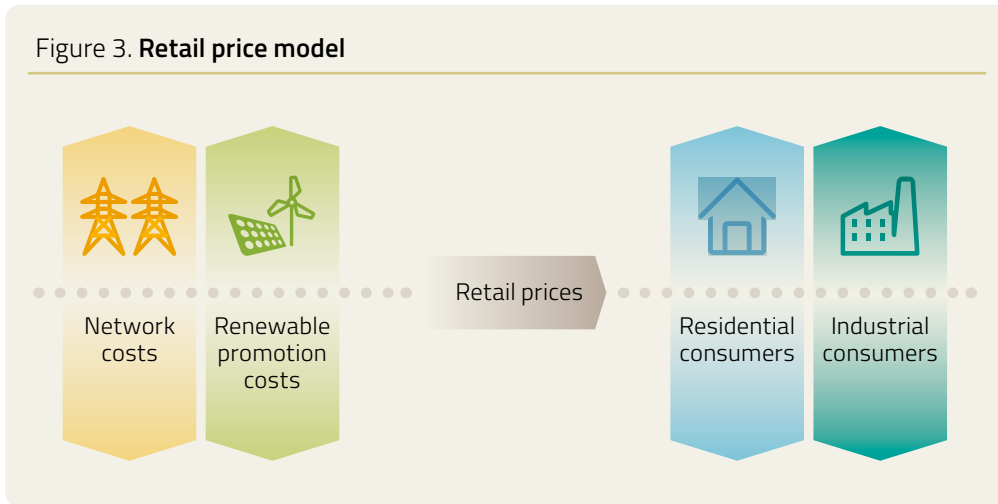 Figure 3. Retail price model
Network
costs
Renewable
promotion
costs
Retail prices
Residential
consumers
Industrial
consumers